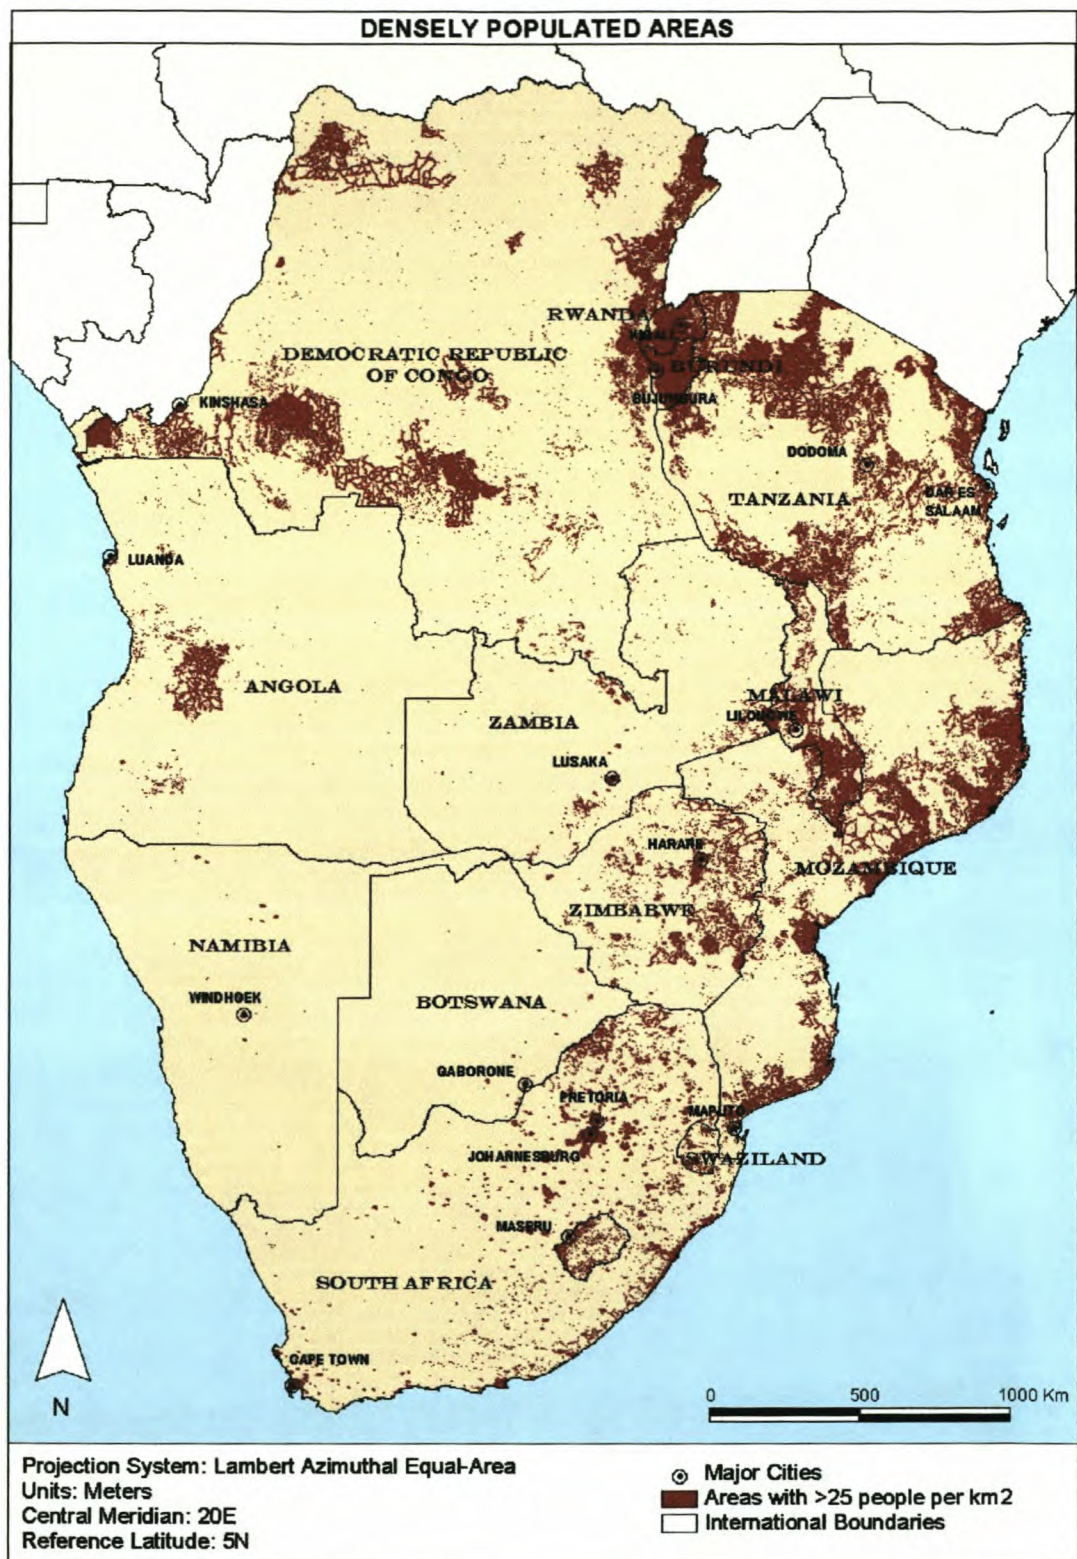 DENSELY POPULATED AREAS
RWANDA
KIGALI
DEMOCRATIC REPUBLIC
OF CONGO
BURUNDI
BUJUMBURA
KINSHASA
DODOMA
TANZANIA
DAR ES
SALAAM
LUANDA
ANGOLA
MALAWI
ZAMBIA
LILONGWE
LUSAKA
HARARE
MOZAMBIQUE
ZIMBABWE
NAMIBIA
WINDHOEK
BOTSWANA
GABORONE
PRETORIA
MAPUTO
JOHANNESBURG
SWAZILAND
MASERU
SOUTH AFRICA
CAPE TOWN
N
0 500 1000 Km
Projection System: Lambert Azimuthal Equal-Area
Units: Meters
Central Meridian: 20E
Reference Latitude: 5N
Major Cities
Areas with >25 people per km2
International Boundaries